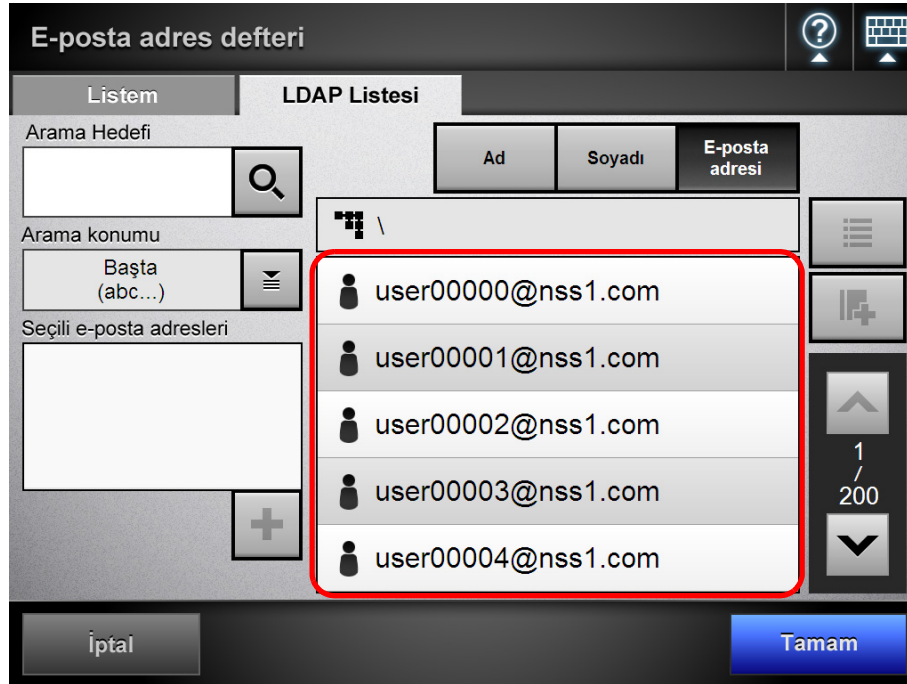 E-posta adres defteri
?
Listem
LDAP Listesi
Arama Hedefi
Ad
Soyadı
E-posta
adresi
\
Arama konumu
Başta
(abc...)
Seçili e-posta adresleri
user00000@nss1.com
user00001@nss1.com
user00002@nss1.com
user00003@nss1.com
user00004@nss1.com
1
/
200
İptal
Tamam